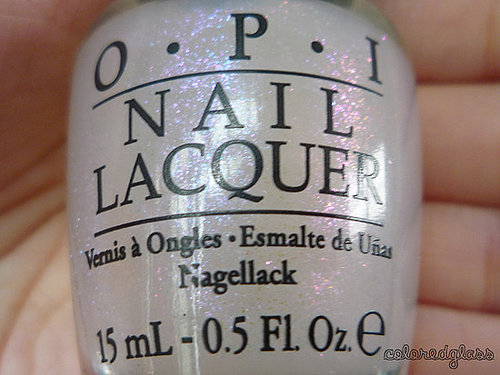 O • P • I
NAIL
LACQUER
Vernis à Ongles • Esmalte de Uñas
Nagellack
15 mL - 0.5 Fl. Oz. ℮
coloredglass